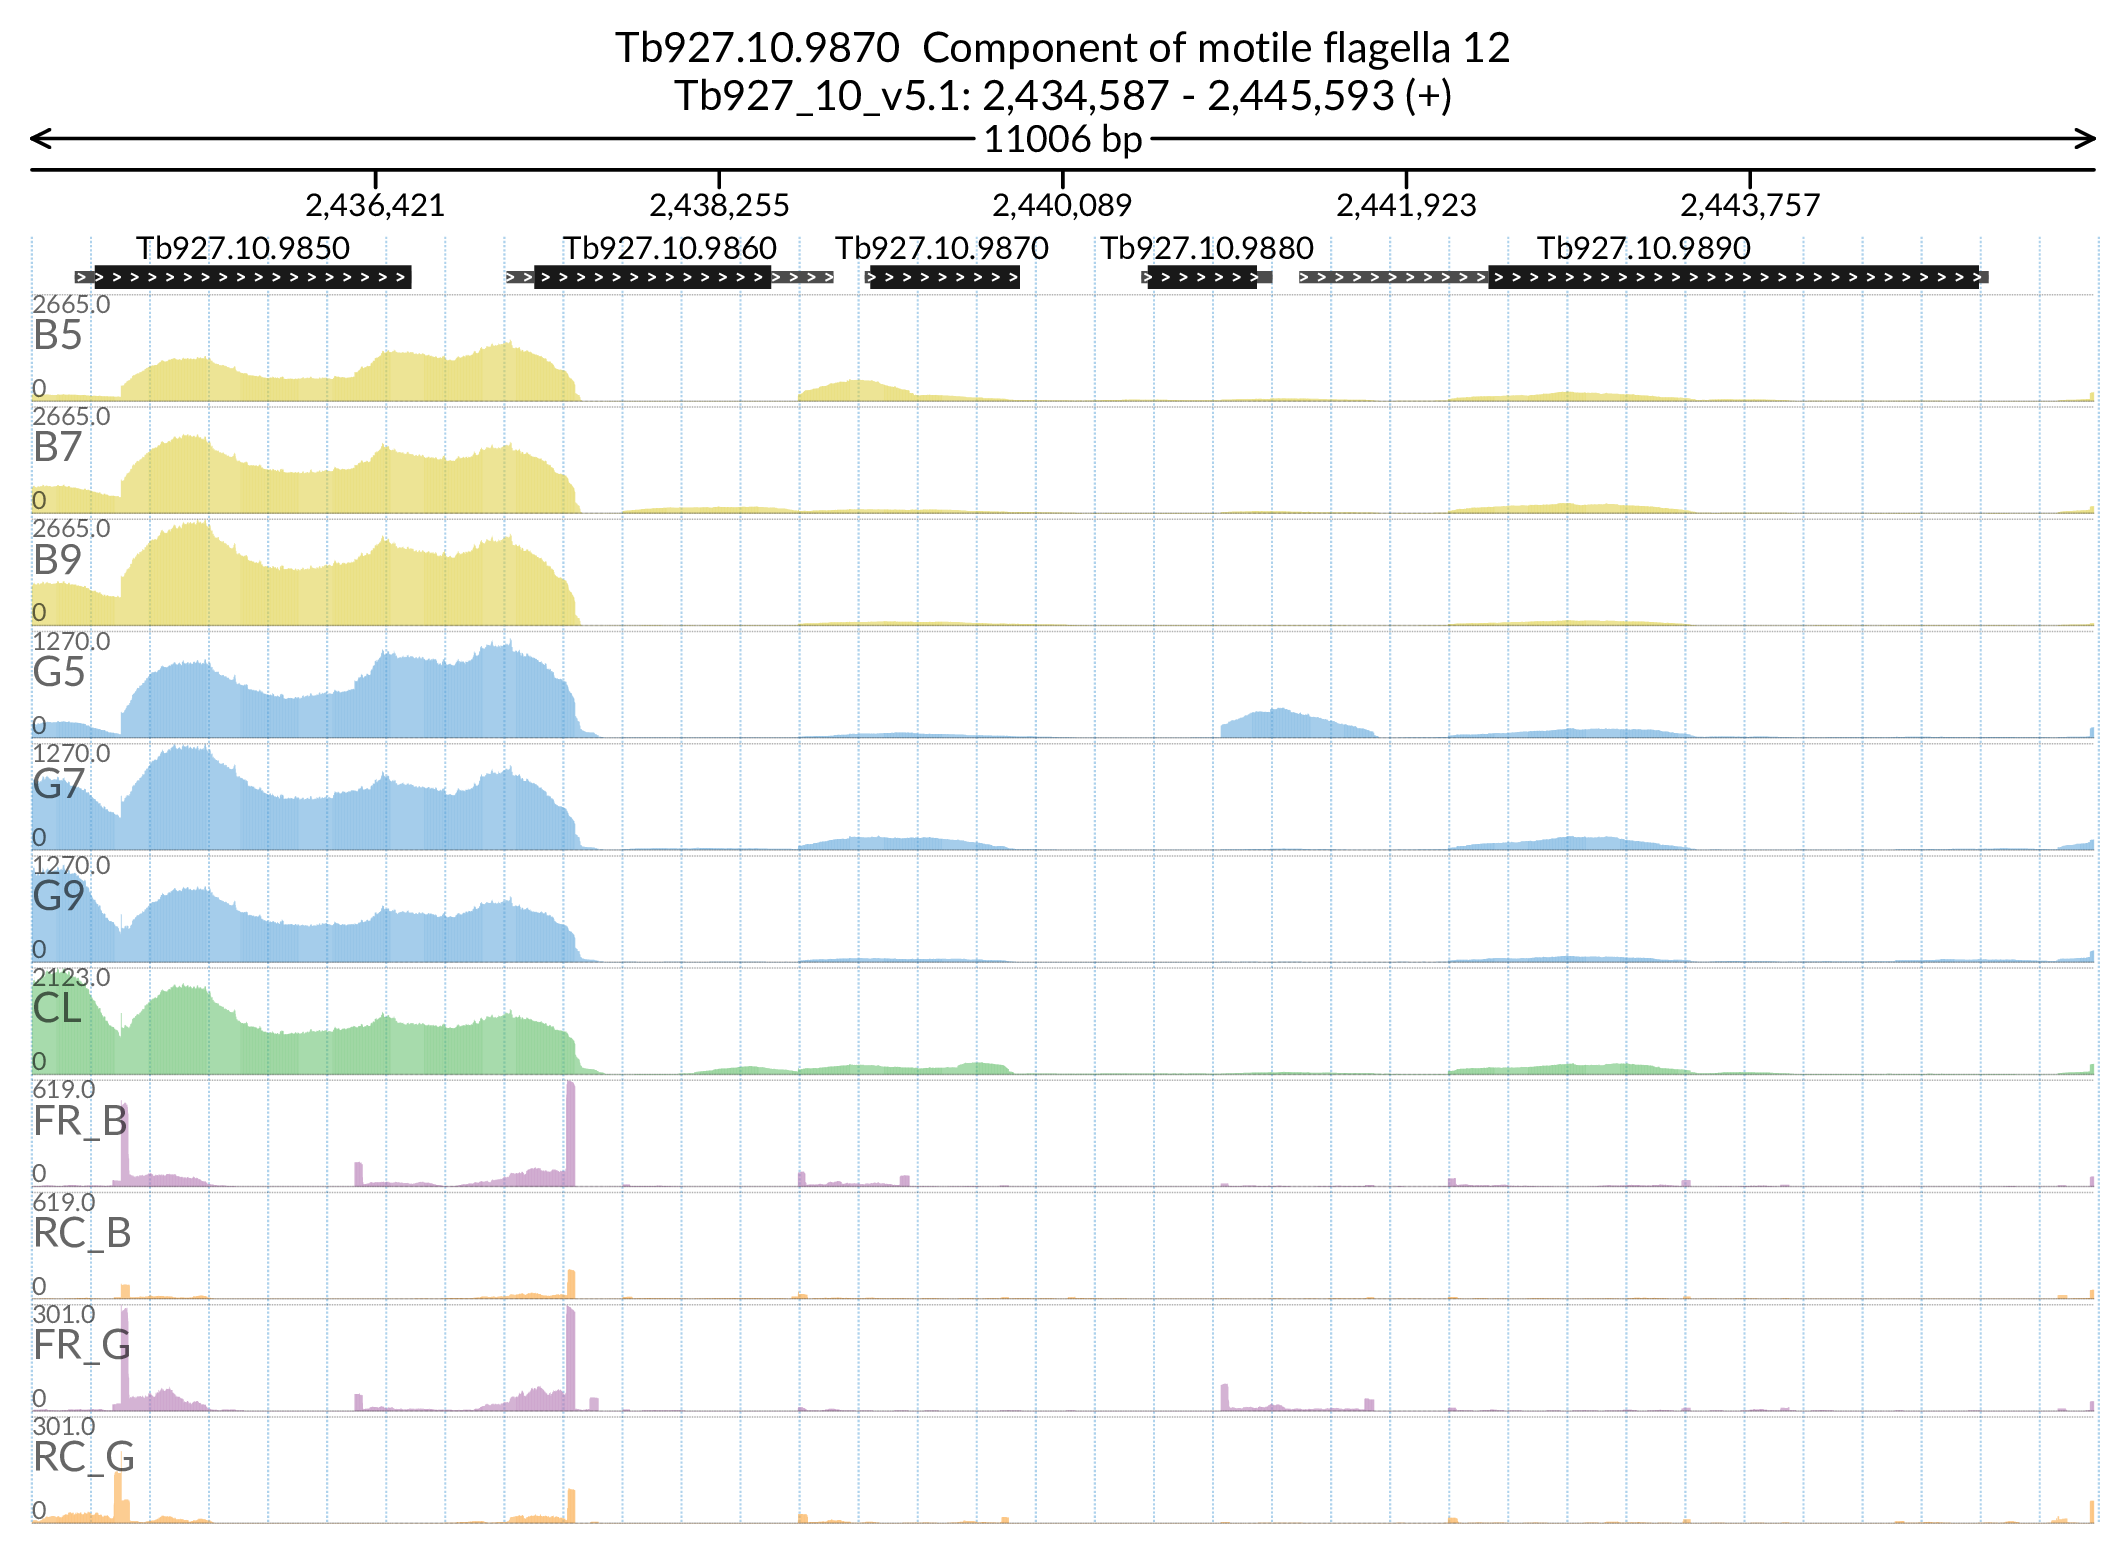 Tb927.10.9870  Component of motile flagella 12
Tb927_10_v5.1: 2,434,587 - 2,445,593 (+)
11006 bp
2,436,421 2,438,255 2,440,089 2,441,923 2,443,757
Tb927.10.9850 Tb927.10.9860 Tb927.10.9870 Tb927.10.9880 Tb927.10.9890
2665.0
B5
0
2665.0
B7
0
2665.0
B9
0
1270.0
G5
0
1270.0
G7
0
1270.0
G9
0
2123.0
CL
0
619.0
FR_B
0
619.0
RC_B
0
301.0
FR_G
0
301.0
RC_G
0